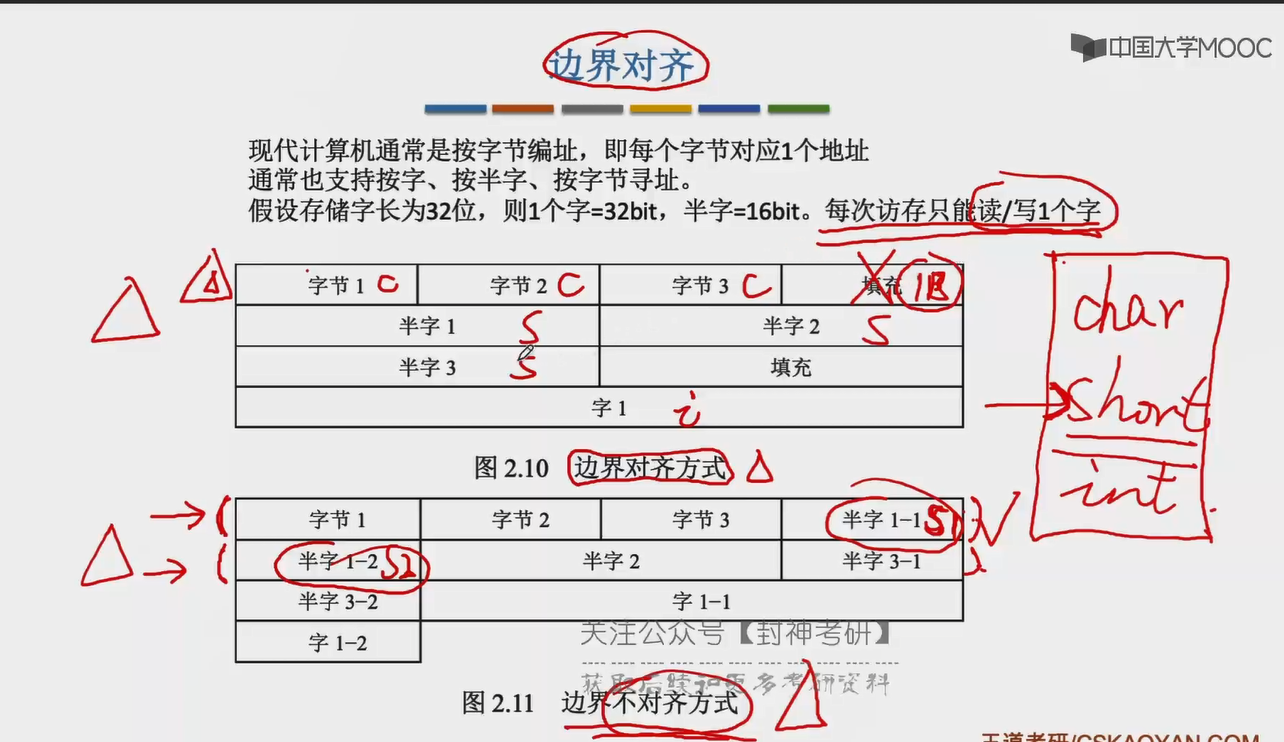 边界对齐
中国大学MOOC
现代计算机通常是按字节编址，即每个字节对应1个地址
通常也支持按字、按半字、按字节寻址。
假设存储字长为32位，则1个字=32bit，半字=16bit。每次访存只能读/写1个字
字节 1 C 字节 2 C 字节 3 C 填充 1B
半字 1 S 半字 2 S
半字 3 S 填充
字 1 i
char
short
int
图 2.10 边界对齐方式
字节 1 字节 2 字节 3 半字 1-1 S1
半字 1-2 S2 半字 2 半字 3-1
半字 3-2 字 1-1
字 1-2
关注公众号【封神考研】
获取后续和更多考研资料
图 2.11 边界不对齐方式
王道考研/CSKAOYAN.COM